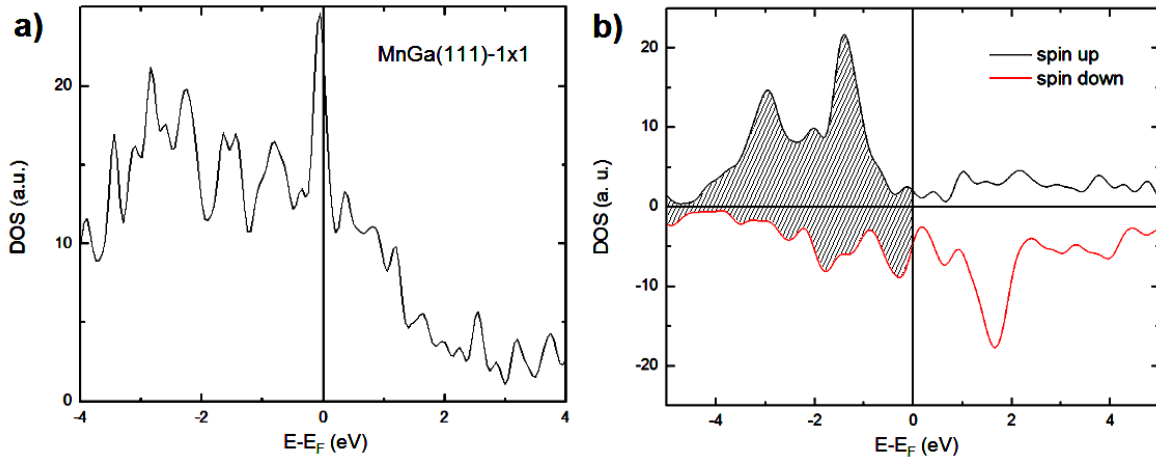 a)
MnGa(111)-1x1
20
10
0
DOS (a.u.)
-4
-2
0
2
4
E-EF (eV)
b)
spin up
spin down
20
10
0
-10
-20
DOS (a. u.)
-4
-2
0
2
4
E-EF (eV)